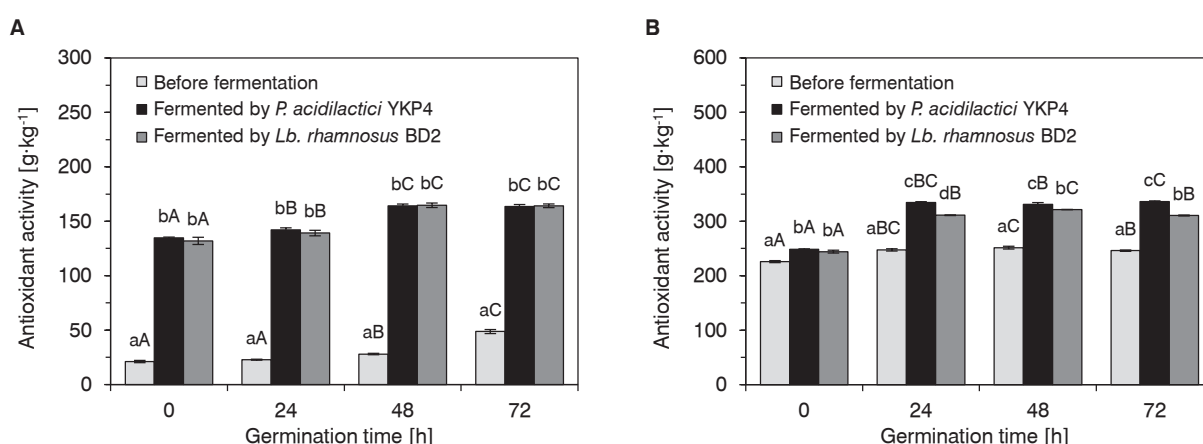 A
Antioxidant activity [g·kg⁻¹]
300
250
200
150
100
50
0
Before fermentation
Fermented by P. acidilactici YKP4
Fermented by Lb. rhamnosus BD2
aA
bA
bA
aA
bB
bB
aB
bC
bC
aC
bC
bC
0
24
48
72
Germination time [h]
B
Antioxidant activity [g·kg⁻¹]
600
500
400
300
200
100
0
Before fermentation
Fermented by P. acidilactici YKP4
Fermented by Lb. rhamnosus BD2
aA
bA
bA
aBC
cBC
dB
aC
cB
bC
aB
cC
bB
0
24
48
72
Germination time [h]